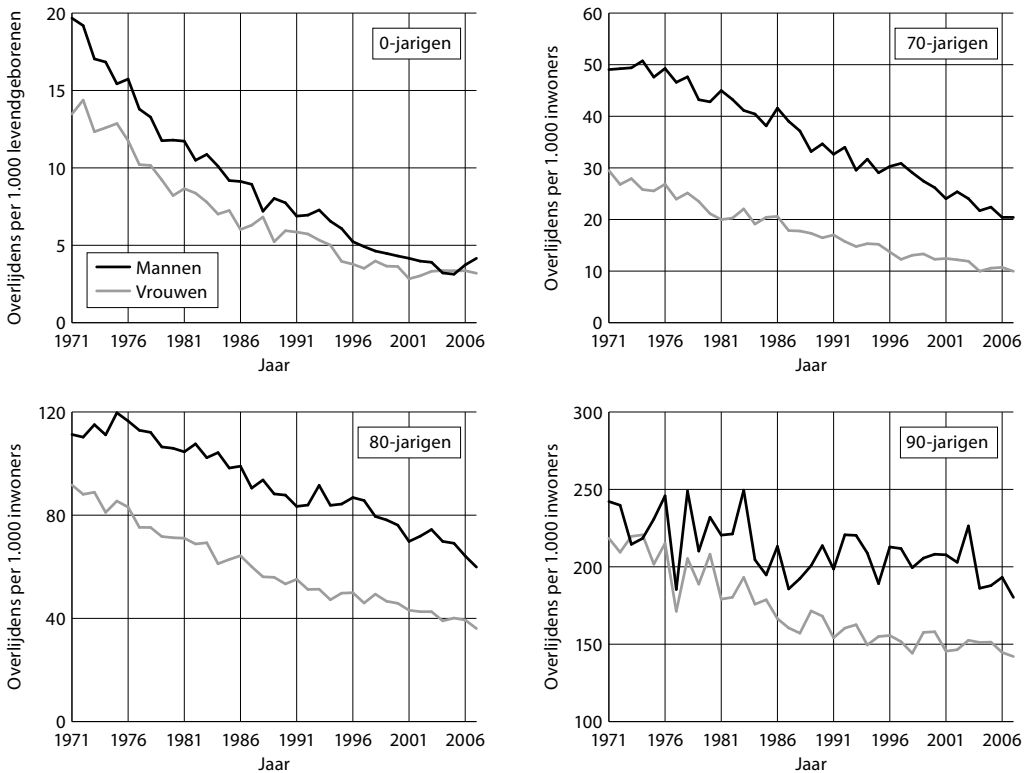 Overlijdens per 1.000 levendgeborenen
20
15
10
5
0
0-jarigen
Mannen
Vrouwen
1971 1976 1981 1986 1991 1996 2001 2006
Jaar
Overlijdens per 1.000 inwoners
60
50
40
30
20
10
0
70-jarigen
1971 1976 1981 1986 1991 1996 2001 2006
Jaar
Overlijdens per 1.000 inwoners
120
80
40
0
80-jarigen
1971 1976 1981 1986 1991 1996 2001 2006
Jaar
Overlijdens per 1.000 inwoners
300
250
200
150
100
90-jarigen
1971 1976 1981 1986 1991 1996 2001 2006
Jaar